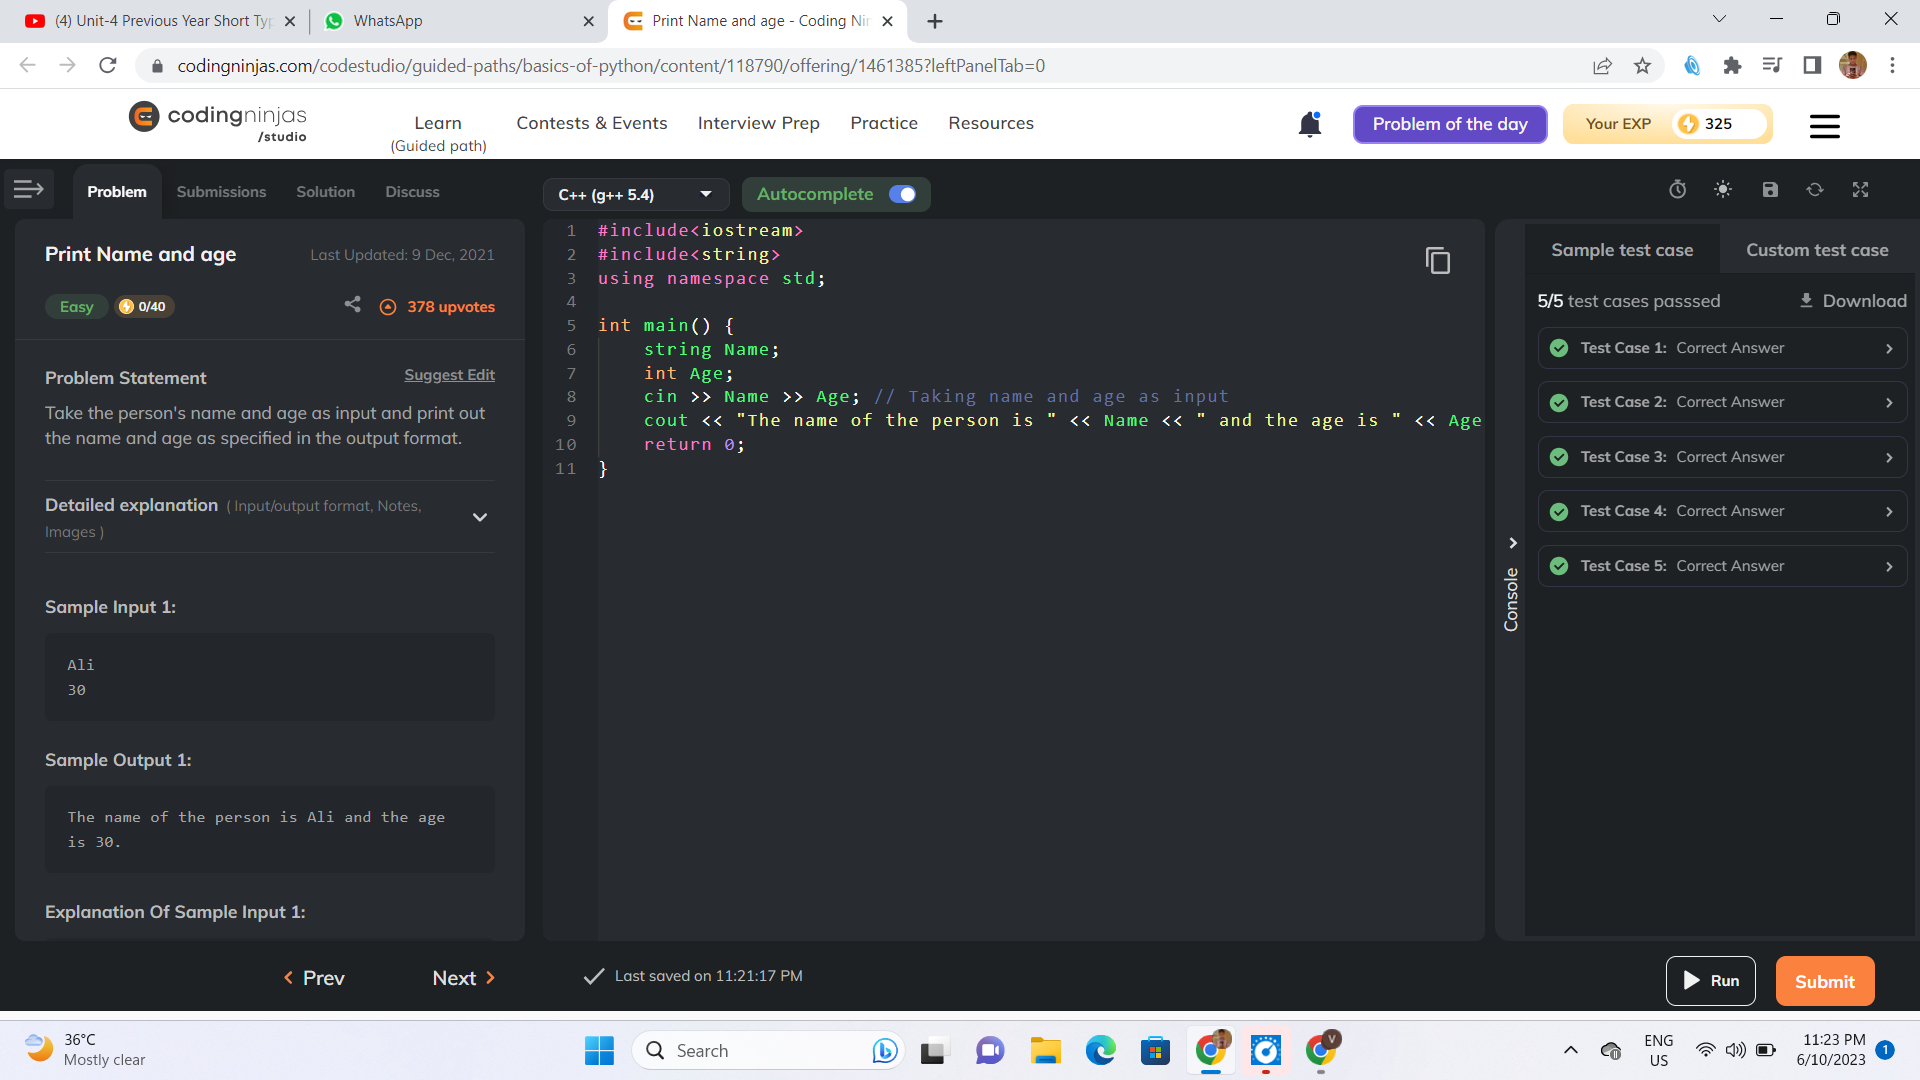 (4) Unit-4 Previous Year Short Typ
WhatsApp
Print Name and age - Coding Nin
codingninjas.com/codestudio/guided-paths/basics-of-python/content/118790/offering/1461385?leftPanelTab=0
codingninjas
/studio
Learn
(Guided path)
Contests & Events
Interview Prep
Practice
Resources
Problem of the day
Your EXP
325
Problem
Submissions
Solution
Discuss
C++ (g++ 5.4)
Autocomplete
Print Name and age
Last Updated: 9 Dec, 2021
Easy
0/40
378 upvotes
Problem Statement
Suggest Edit
Take the person's name and age as input and print out
the name and age as specified in the output format.
Detailed explanation ( Input/output format, Notes,
Images )
Sample Input 1:
Ali
30
Sample Output 1:
The name of the person is Ali and the age
is 30.
Explanation Of Sample Input 1:
1 #include<iostream>
2 #include<string>
3 using namespace std;
4
5 int main() {
6 string Name;
7 int Age;
8 cin >> Name >> Age; // Taking name and age as input
9 cout << "The name of the person is " << Name << " and the age is " << Age
10 return 0;
11 }
Console
Sample test case
Custom test case
5/5 test cases passsed
Download
Test Case 1: Correct Answer
Test Case 2: Correct Answer
Test Case 3: Correct Answer
Test Case 4: Correct Answer
Test Case 5: Correct Answer
Prev
Next
Last saved on 11:21:17 PM
Run
Submit
36°C
Mostly clear
Search
V
ENG
US
11:23 PM
6/10/2023
1